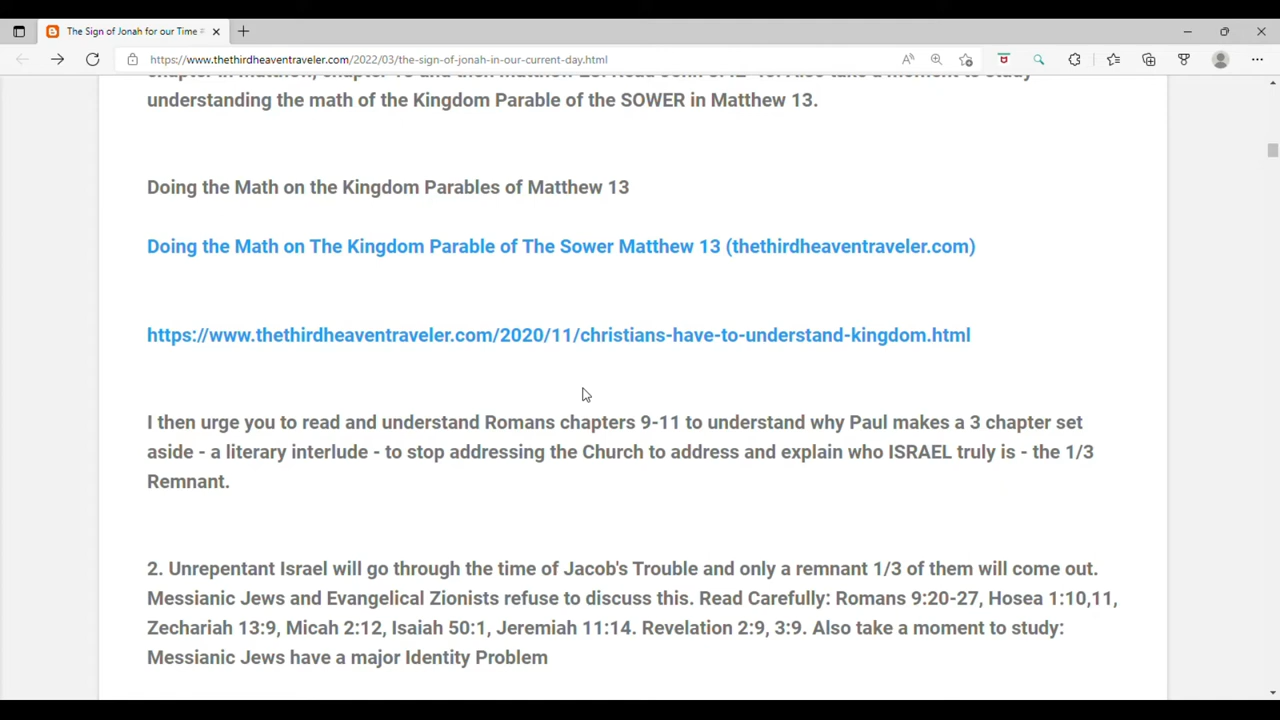 The Sign of Jonah for our Time
https://www.thethirdheaventraveler.com/2022/03/the-sign-of-jonah-in-our-current-day.html
understanding the math of the Kingdom Parable of the SOWER in Matthew 13.
Doing the Math on the Kingdom Parables of Matthew 13
Doing the Math on The Kingdom Parable of The Sower Matthew 13 (thethirdheaventraveler.com)
https://www.thethirdheaventraveler.com/2020/11/christians-have-to-understand-kingdom.html
I then urge you to read and understand Romans chapters 9-11 to understand why Paul makes a 3 chapter set
aside - a literary interlude - to stop addressing the Church to address and explain who ISRAEL truly is - the 1/3
Remnant.
2. Unrepentant Israel will go through the time of Jacob's Trouble and only a remnant 1/3 of them will come out.
Messianic Jews and Evangelical Zionists refuse to discuss this. Read Carefully: Romans 9:20-27, Hosea 1:10,11,
Zechariah 13:9, Micah 2:12, Isaiah 50:1, Jeremiah 11:14. Revelation 2:9, 3:9. Also take a moment to study:
Messianic Jews have a major Identity Problem